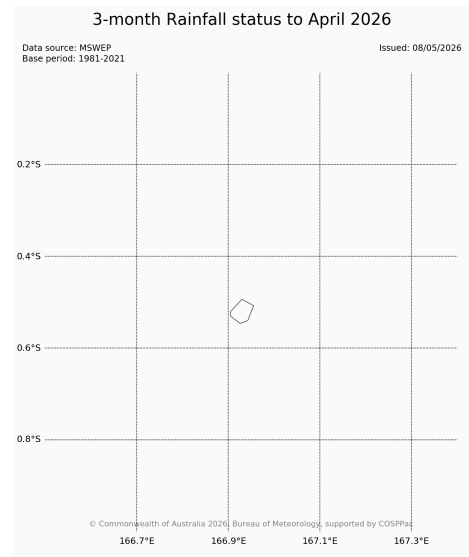 3-month Rainfall status to April 2026
Data source: MSWEP
Issued: 08/05/2026
Base period: 1981-2021
0.2°S
0.4°S
0.6°S
0.8°S
© Commonwealth of Australia 2026, Bureau of Meteorology, supported by COSPPac
166.7°E
166.9°E
167.1°E
167.3°E